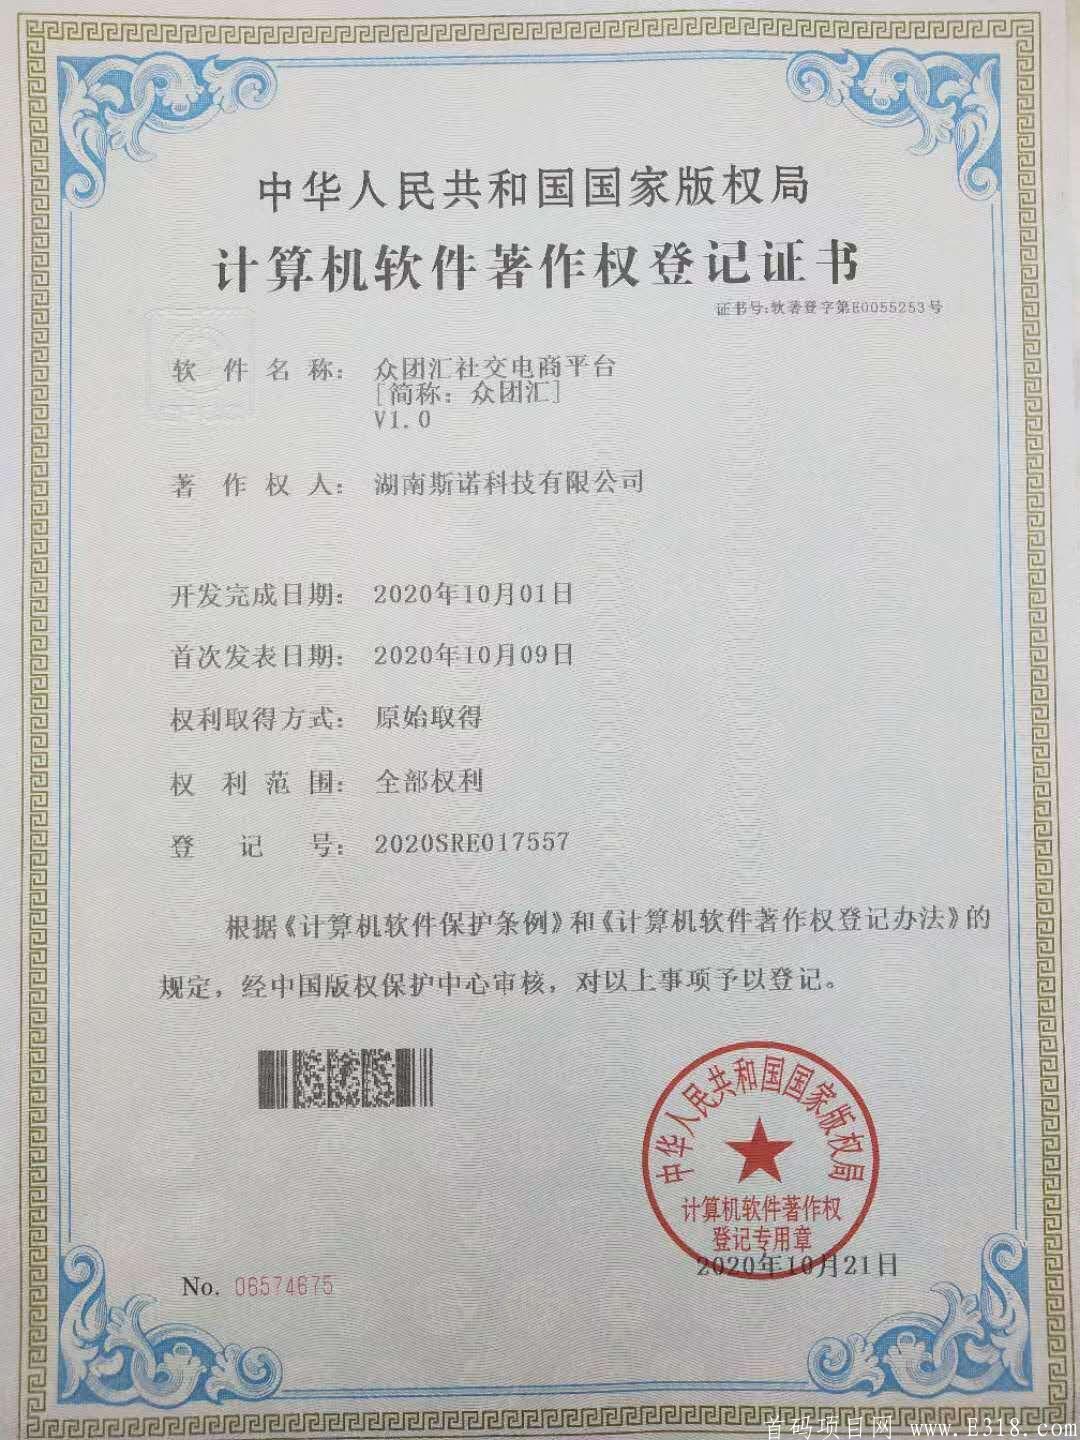 中华人民共和国国家版权局
计算机软件著作权登记证书
证书号:软著登字第E0055253号
软件名称： 众团汇社交电商平台
[简称：众团汇]
V1.0
著作权人： 湖南斯诺科技有限公司
开发完成日期： 2020年10月01日
首次发表日期： 2020年10月09日
权利取得方式： 原始取得
权利范围： 全部权利
登记号： 2020SRE017557
根据《计算机软件保护条例》和《计算机软件著作权登记办法》的
规定，经中国版权保护中心审核，对以上事项予以登记。
中华人民共和国国家版权局
计算机软件著作权
登记专用章
2020年10月21日
No. 06574675
首码项目网 www.E318.com